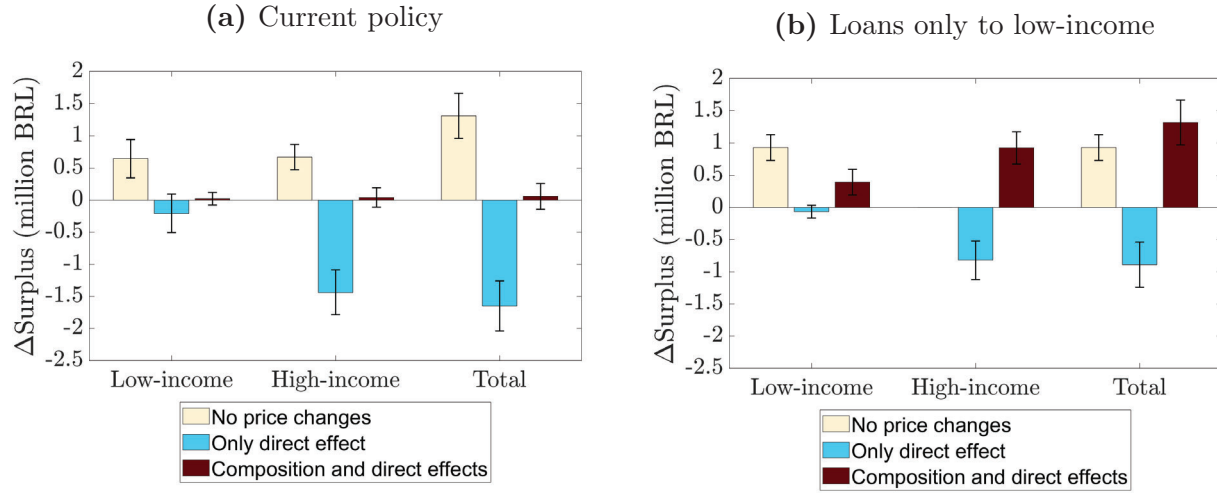 (a) Current policy
ΔSurplus (million BRL)
2
1.5
1
0.5
0
-0.5
-1
-1.5
-2
-2.5
Low-income High-income Total
No price changes
Only direct effect
Composition and direct effects
(b) Loans only to low-income
ΔSurplus (million BRL)
2
1.5
1
0.5
0
-0.5
-1
-1.5
-2
-2.5
Low-income High-income Total
No price changes
Only direct effect
Composition and direct effects